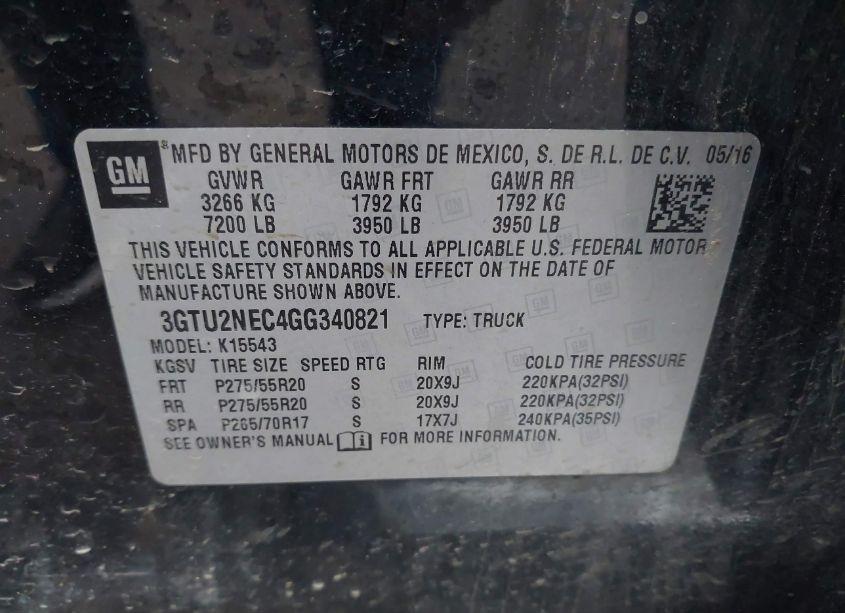 GM ® MFD BY GENERAL MOTORS DE MEXICO, S. DE R.L. DE C.V. 05/16
GVWR GAWR FRT GAWR RR
3266 KG 1792 KG 1792 KG
7200 LB 3950 LB 3950 LB
THIS VEHICLE CONFORMS TO ALL APPLICABLE U.S. FEDERAL MOTOR
VEHICLE SAFETY STANDARDS IN EFFECT ON THE DATE OF
MANUFACTURE SHOWN ABOVE.
3GTU2NEC4GG340821 TYPE: TRUCK
MODEL: K15543
KGSV TIRE SIZE SPEED RTG RIM COLD TIRE PRESSURE
FRT P275/55R20 S 20X9J 220KPA(32PSI)
RR P275/55R20 S 20X9J 220KPA(32PSI)
SPA P265/70R17 S 17X7J 240KPA(35PSI)
SEE OWNER'S MANUAL FOR MORE INFORMATION.